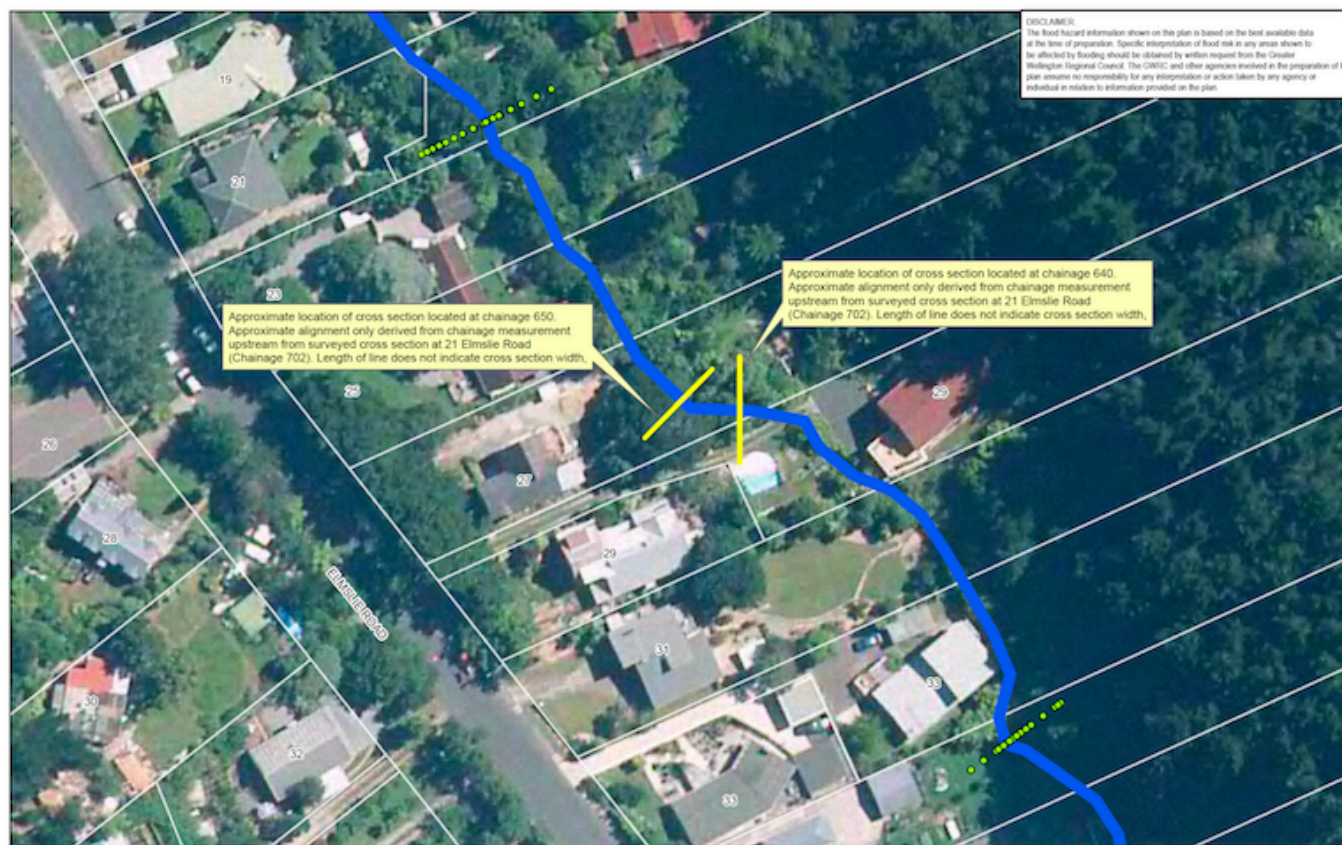 DISCLAIMER:
The flood hazard information shown on this plan is based on the best available data
at the time of preparation. Specific interpretation of flood risk in any areas shown to
be affected by flooding should be obtained by written request from the Greater
Wellington Regional Council. The GWRC and other agencies involved in the preparation of
plan assume no responsibility for any interpretation or action taken by any agency or
individual in relation to information provided on the plan.
19
21
Approximate location of cross section located at chainage 640.
Approximate alignment only derived from chainage measurement
upstream from surveyed cross section at 21 Elmslie Road
(Chainage 702). Length of line does not indicate cross section width,
23
Approximate location of cross section located at chainage 650.
Approximate alignment only derived from chainage measurement
upstream from surveyed cross section at 21 Elmslie Road
(Chainage 702). Length of line does not indicate cross section width,
25
29
26
27
28
29
ELMSLIE ROAD
31
33
30
32
33